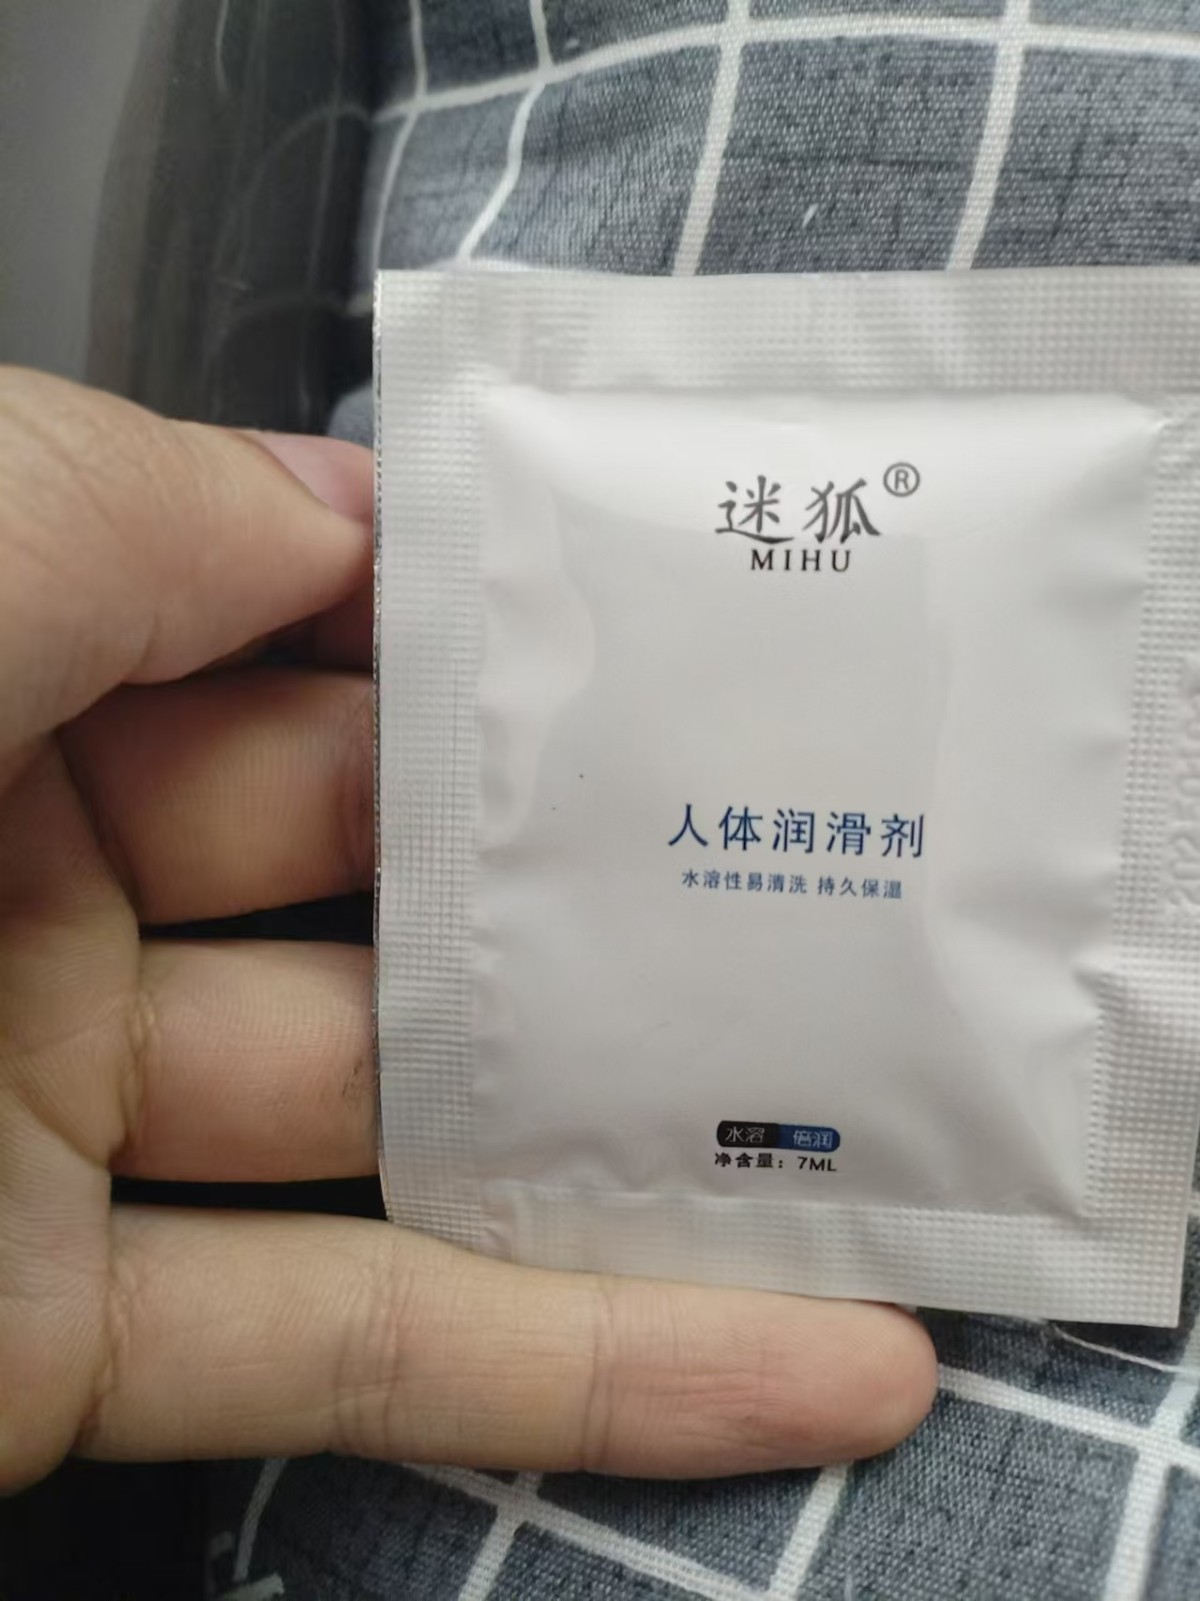 迷狐®
MIHU
人体润滑剂
水溶性易清洗 持久保湿
水溶 倍润
净含量：7ML